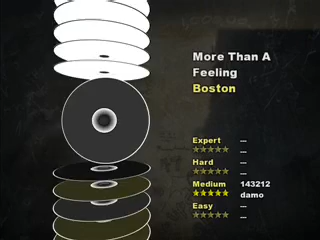 More Than A
Feeling
Boston
Expert ---
---
Hard ---
---
Medium 143212
damo
Easy ---
---